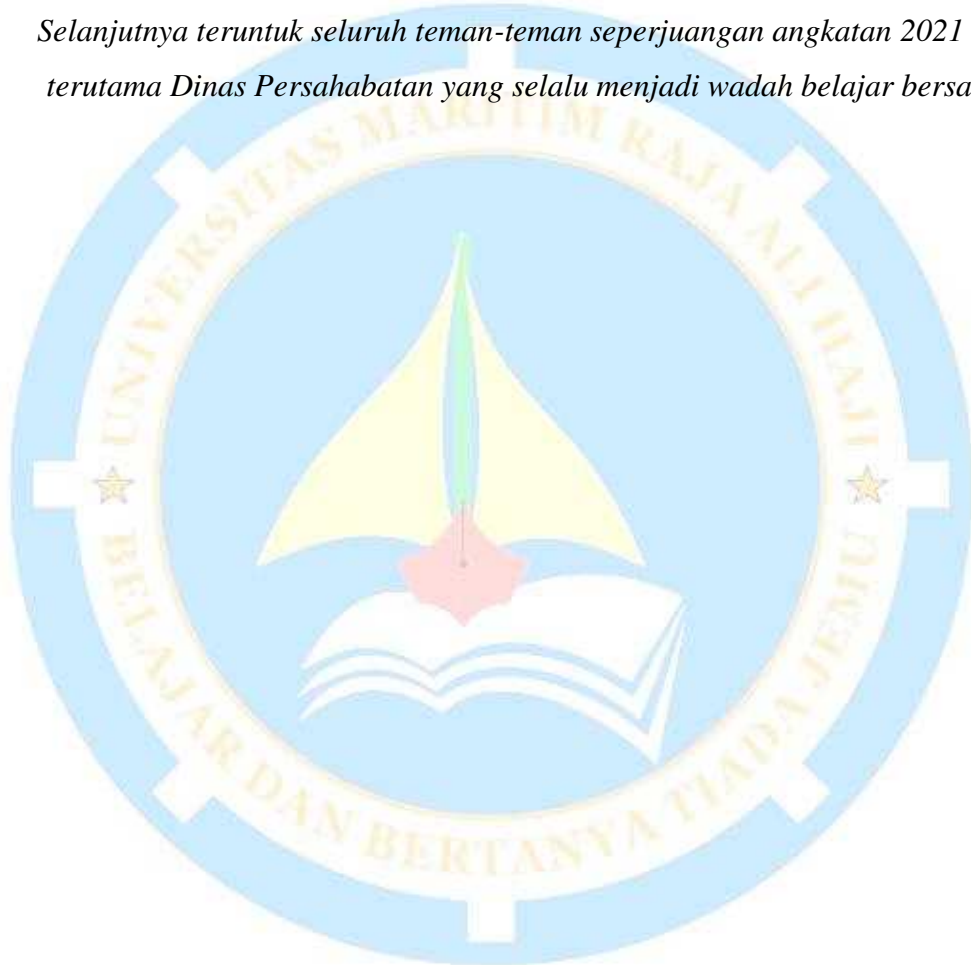 Selanjutnya teruntuk seluruh teman-teman seperjuangan angkatan 2021
terutama Dinas Persahabatan yang selalu menjadi wadah belajar bersa
UNIVERSITAS MARITIM RAJA ALI HAJI
BELAJAR DAN BERTANYA TIADA JEMU